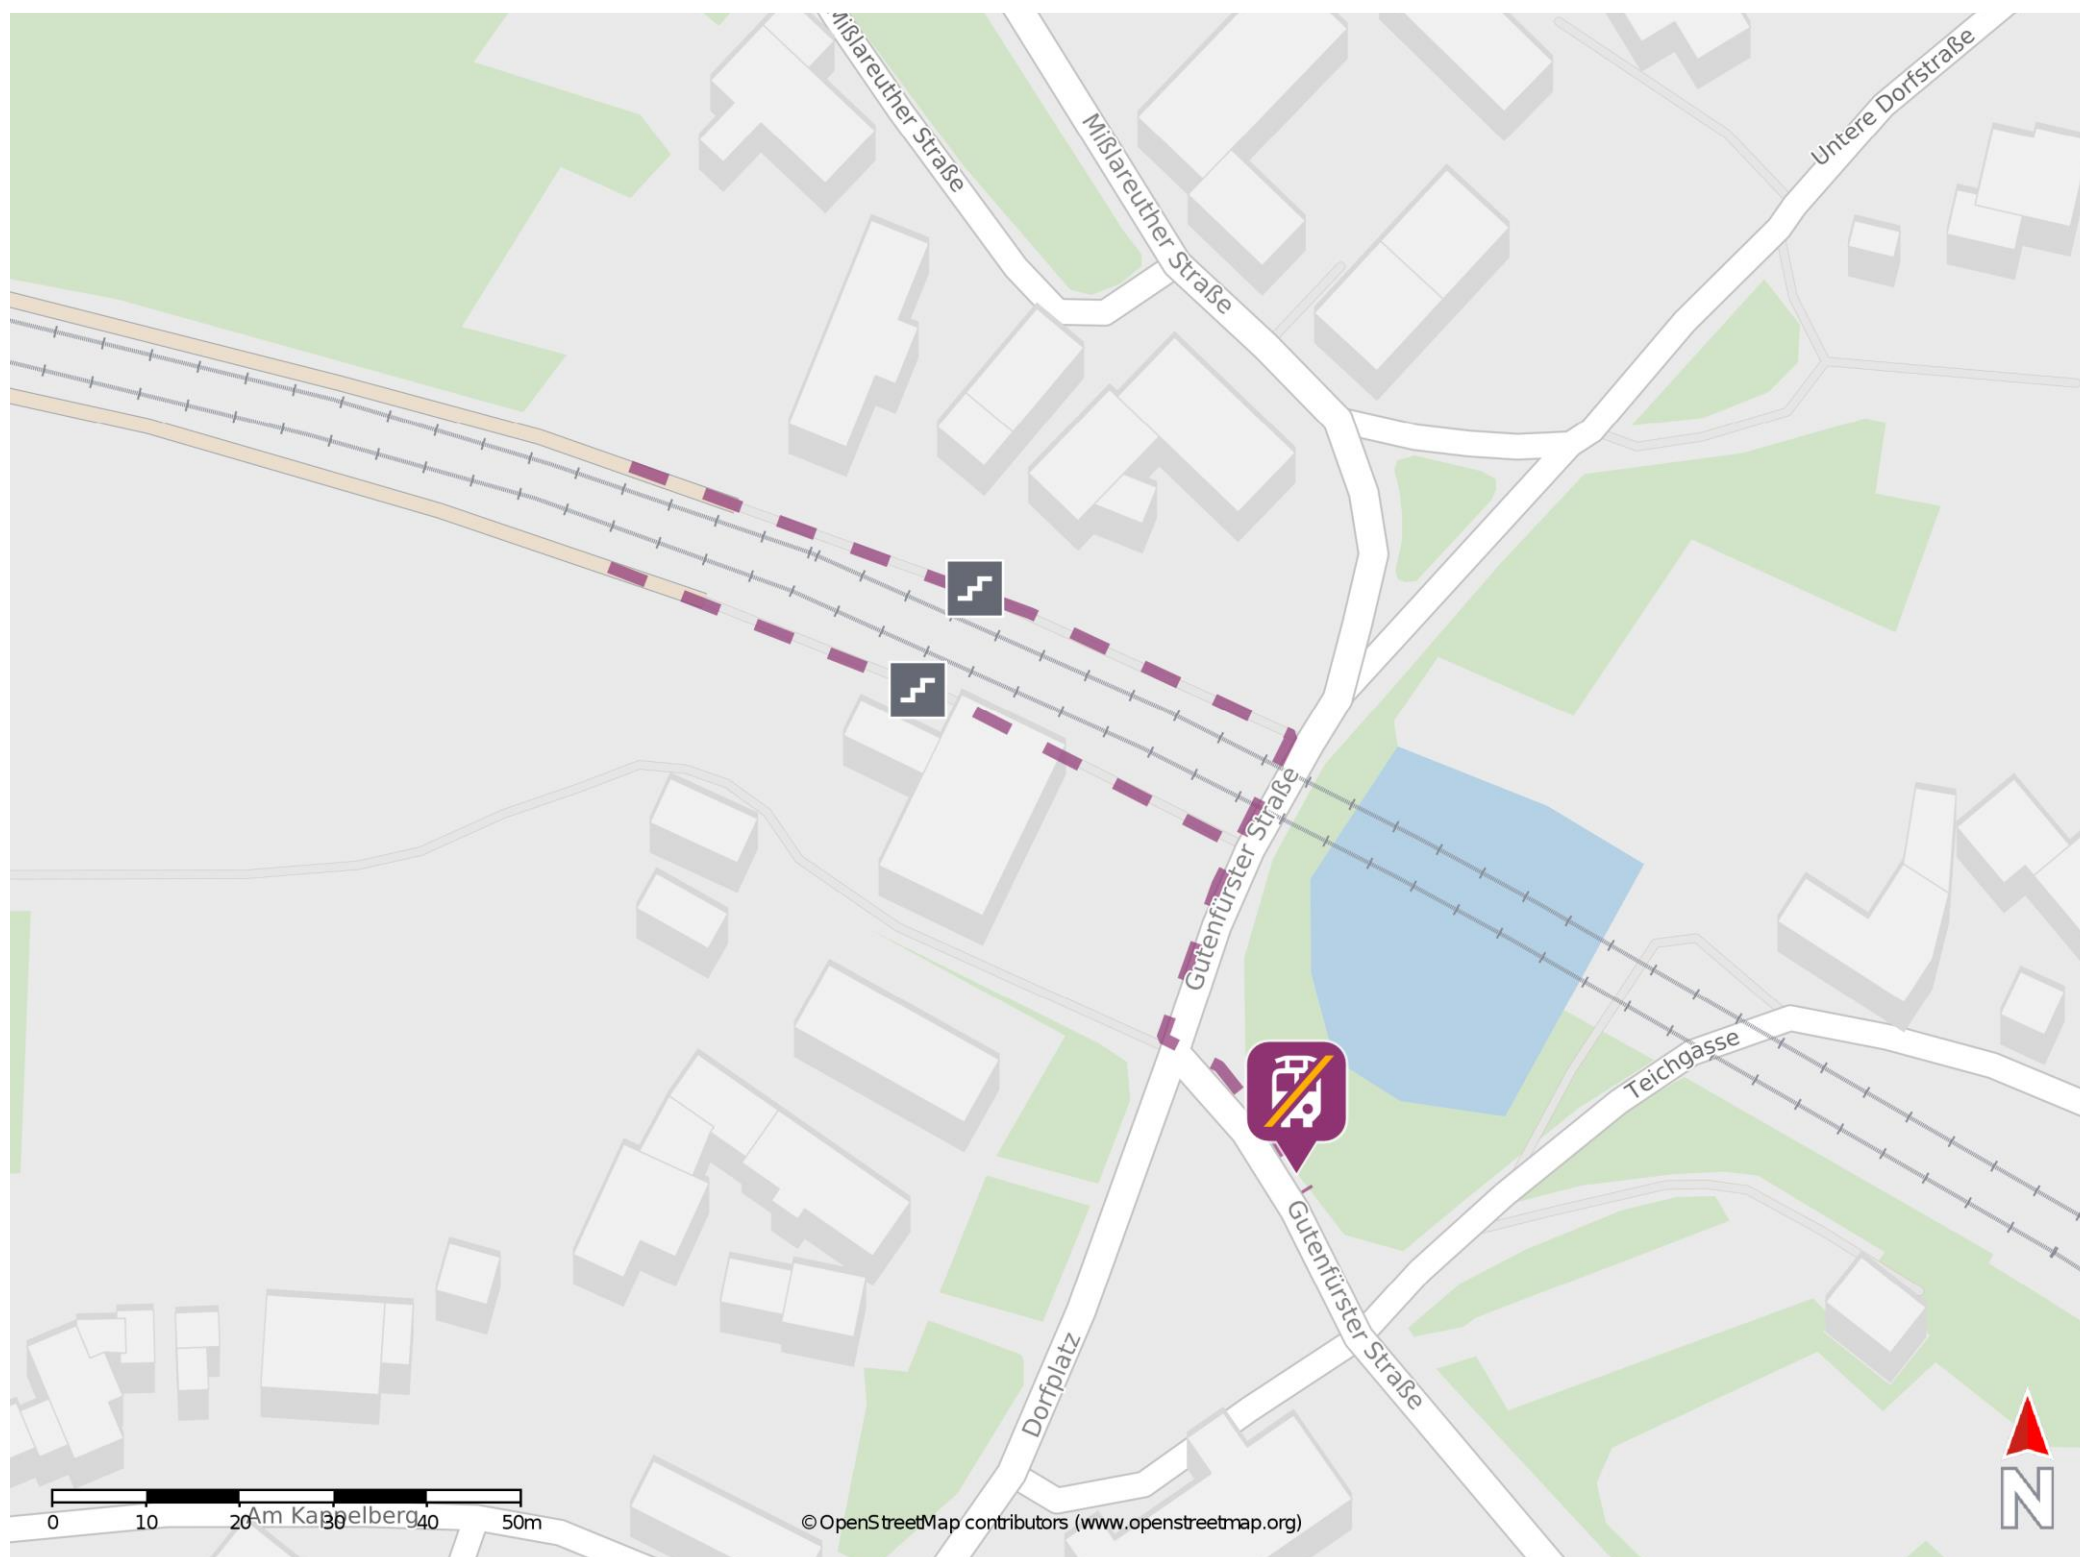 Mißlareuther Straße
Mißlareuther Straße
Untere Dorfstraße
Gutenfürster Straße
Teichgasse
Gutenfürster Straße
Dorfplatz
Am Kappelberg
0 10 20 30 40 50m
©OpenStreetMap contributors (www.openstreetmap.org)
N